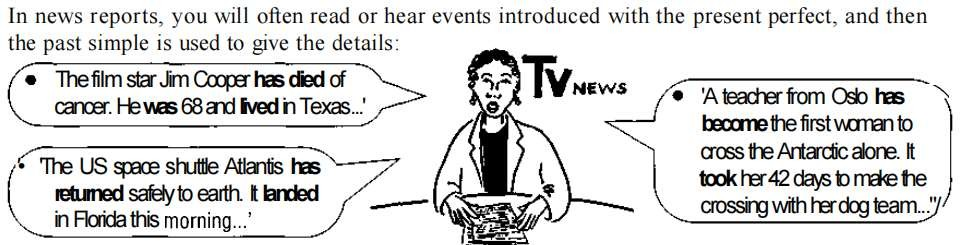 In news reports, you will often read or hear events introduced with the present perfect, and then
the past simple is used to give the details:
• The film star Jim Cooper has died of
cancer. He was 68 and lived in Texas...'
• 'The US space shuttle Atlantis has
returned safely to earth. It landed
in Florida this morning...'
TV NEWS
• 'A teacher from Oslo has
become the first woman to
cross the Antarctic alone. It
took her 42 days to make the
crossing with her dog team..."